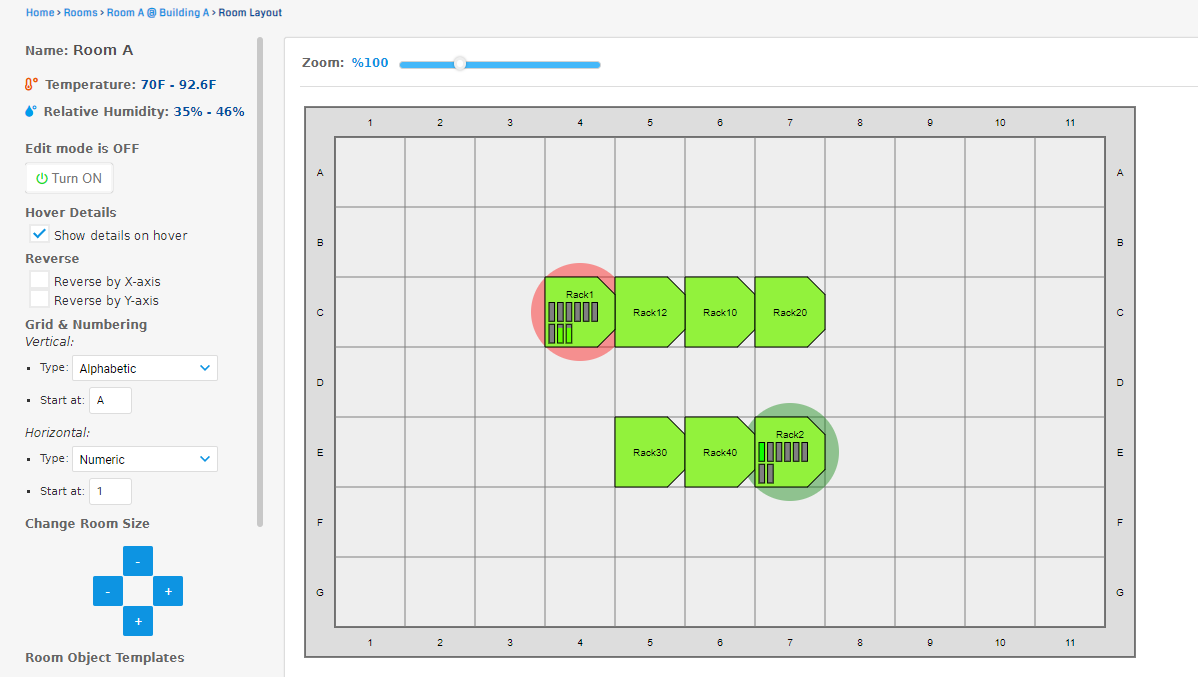 Home › Rooms › Room A @ Building A › Room Layout
Name: Room A
Temperature: 70F - 92.6F
Relative Humidity: 35% - 46%
Edit mode is OFF
Turn ON
Hover Details
Show details on hover
Reverse
Reverse by X-axis
Reverse by Y-axis
Grid & Numbering
Vertical:
Type: Alphabetic
Start at: A
Horizontal:
Type: Numeric
Start at: 1
Change Room Size
-
- +
+
Room Object Templates
Zoom: %100
1 2 3 4 5 6 7 8 9 10 11
A A
B B
Rack1
C Rack12 Rack10 Rack20 C
D D
Rack2
E Rack30 Rack40 E
F F
G G
1 2 3 4 5 6 7 8 9 10 11